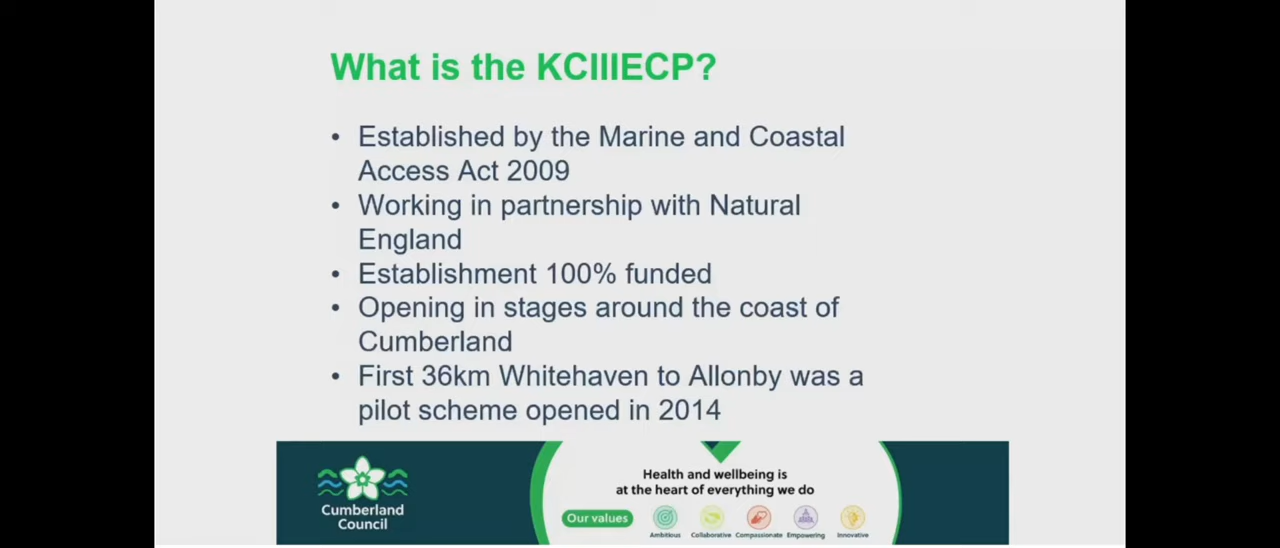 What is the KCIIIECP?
• Established by the Marine and Coastal
Access Act 2009
• Working in partnership with Natural
England
• Establishment 100% funded
• Opening in stages around the coast of
Cumberland
• First 36km Whitehaven to Allonby was a
pilot scheme opened in 2014
Cumberland
Council
Health and wellbeing is
at the heart of everything we do
Our values
Ambitious Collaborative Compassionate Empowering Innovative